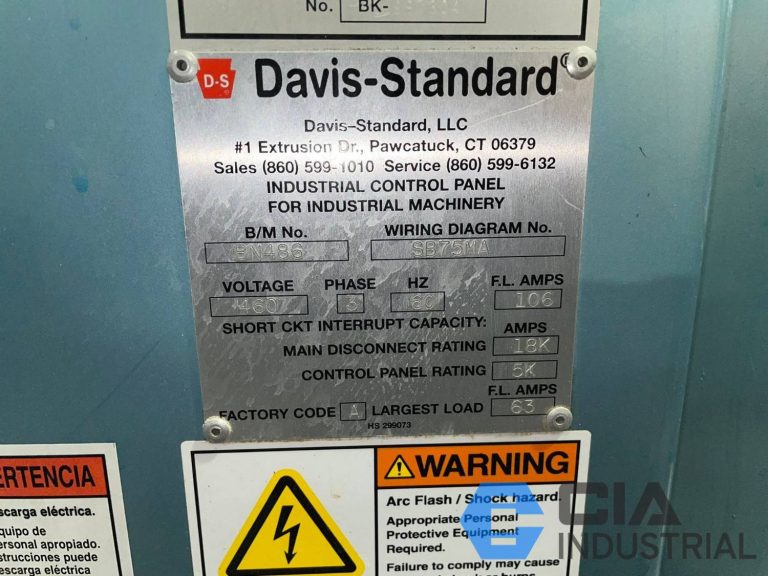 No. BK-
D-S Davis-Standard®
Davis-Standard, LLC
#1 Extrusion Dr., Pawcatuck, CT 06379
Sales (860) 599-1010 Service (860) 599-6132
INDUSTRIAL CONTROL PANEL
FOR INDUSTRIAL MACHINERY
B/M No. WIRING DIAGRAM No.
SB75MA
VOLTAGE PHASE HZ F.L. AMPS
460 3 60 106
SHORT CKT INTERRUPT CAPACITY: AMPS
MAIN DISCONNECT RATING 18K
CONTROL PANEL RATING 5K
F.L. AMPS
FACTORY CODE A LARGEST LOAD 63
HS 299073
ERTENCIA
scarga eléctrica.
quipo de
ersonal apropiado.
structiones puede
a descarga eléctrica
WARNING
Arc Flash / Shock hazard.
Appropriate Personal
Protective Equipment
Required.
Failure to comply may cause
CIA
INDUSTRIAL